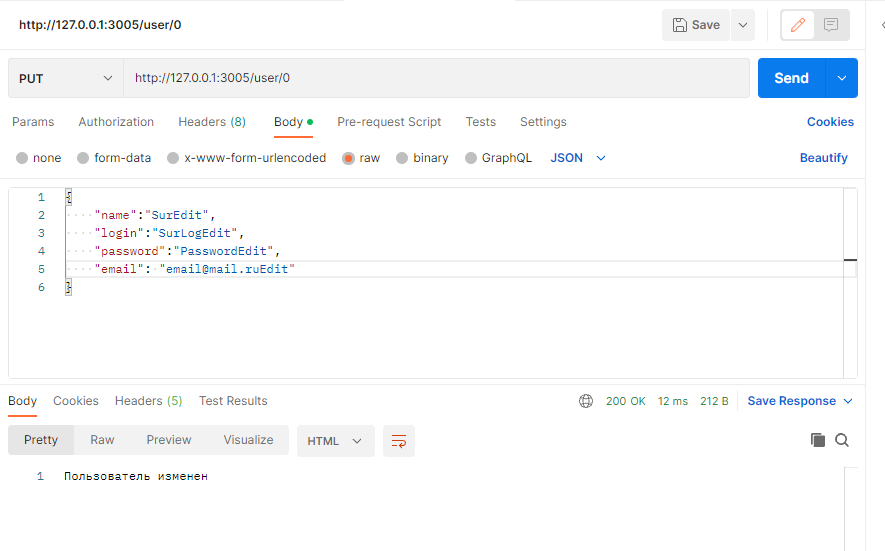 http://127.0.0.1:3005/user/0
Save
PUT
http://127.0.0.1:3005/user/0
Send
Params
Authorization
Headers (8)
Body
Pre-request Script
Tests
Settings
Cookies
none
form-data
x-www-form-urlencoded
raw
binary
GraphQL
JSON
Beautify
1 {
2 "name":"SurEdit",
3 "login":"SurLogEdit",
4 "password":"PasswordEdit",
5 "email": "email@mail.ruEdit"
6 }
Body
Cookies
Headers (5)
Test Results
200 OK
12 ms
212 B
Save Response
Pretty
Raw
Preview
Visualize
HTML
1 Пользователь изменен